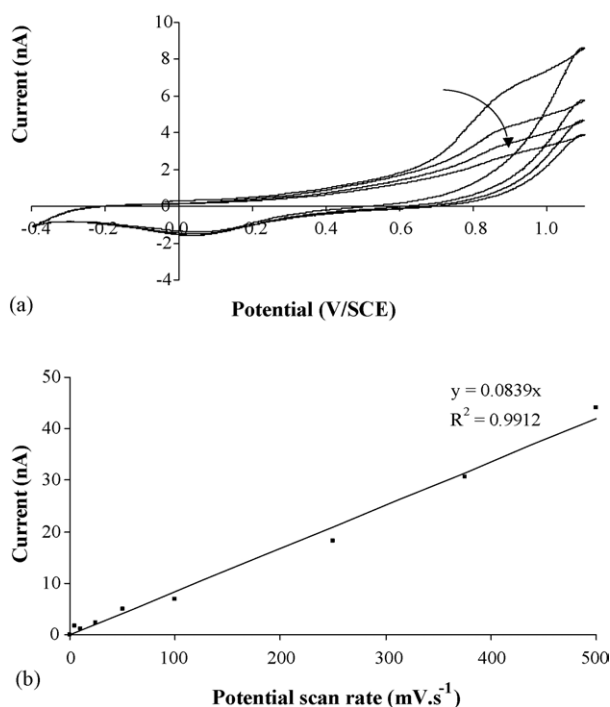 10
8
6
4
2
0
-2
-4
-0.4 -0.2 0.0 0.2 0.4 0.6 0.8 1.0
Current (nA)
Potential (V/SCE)
(a)
50
40
30
20
10
0
0 100 200 300 400 500
y = 0.0839x
R² = 0.9912
Current (nA)
Potential scan rate (mV.s⁻¹)
(b)